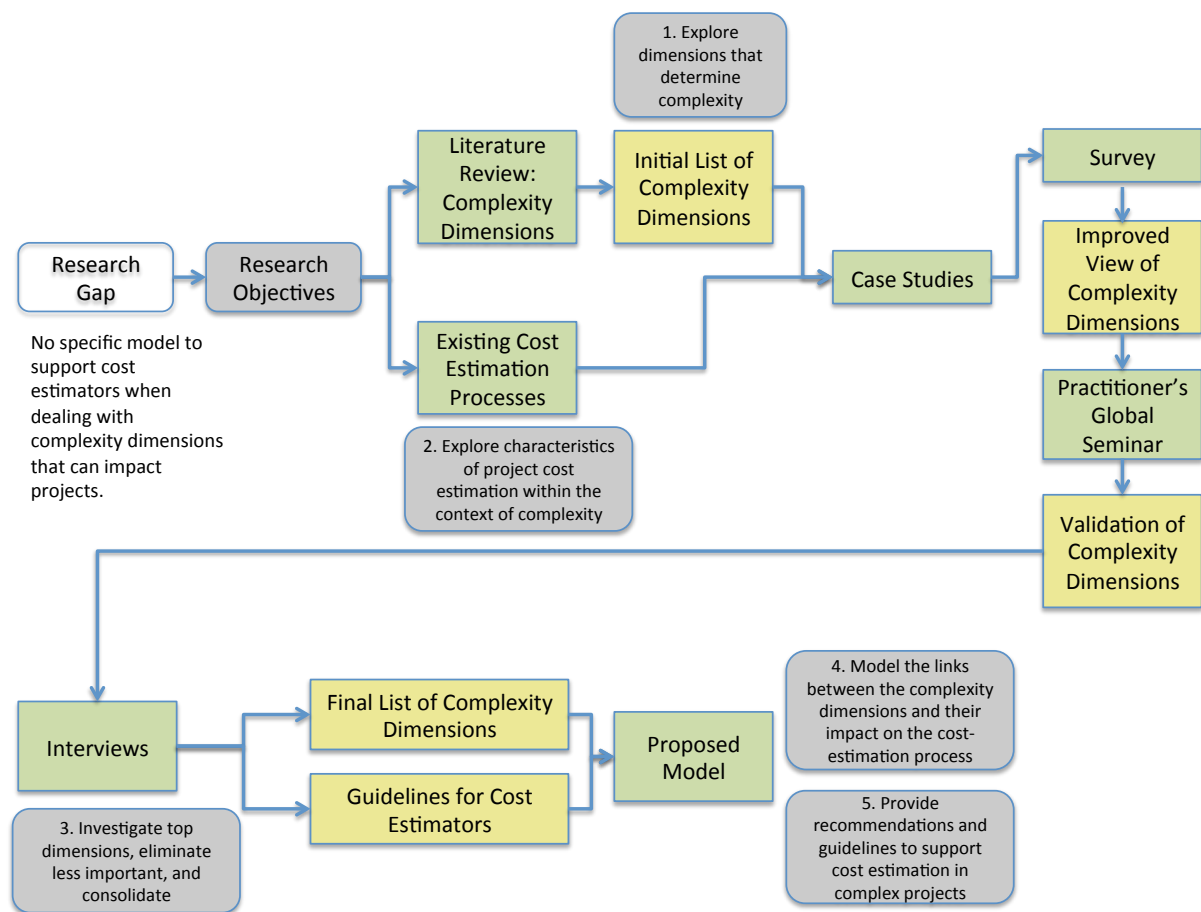 1. Explore
dimensions that
determine
complexity
Literature
Review:
Complexity
Dimensions
Initial List of
Complexity
Dimensions
Survey
Research
Gap
Research
Objectives
Case Studies
Improved
View of
Complexity
Dimensions
No specific model to
support cost
estimators when
dealing with
complexity dimensions
that can impact
projects.
Existing Cost
Estimation
Processes
Practitioner’s
Global
Seminar
2. Explore characteristics
of project cost
estimation within the
context of complexity
Validation of
Complexity
Dimensions
Interviews
3. Investigate top
dimensions, eliminate
less important, and
consolidate
Final List of Complexity
Dimensions
Guidelines for Cost
Estimators
Proposed
Model
4. Model the links
between the complexity
dimensions and their
impact on the cost-
estimation process
5. Provide
recommendations and
guidelines to support
cost estimation in
complex projects